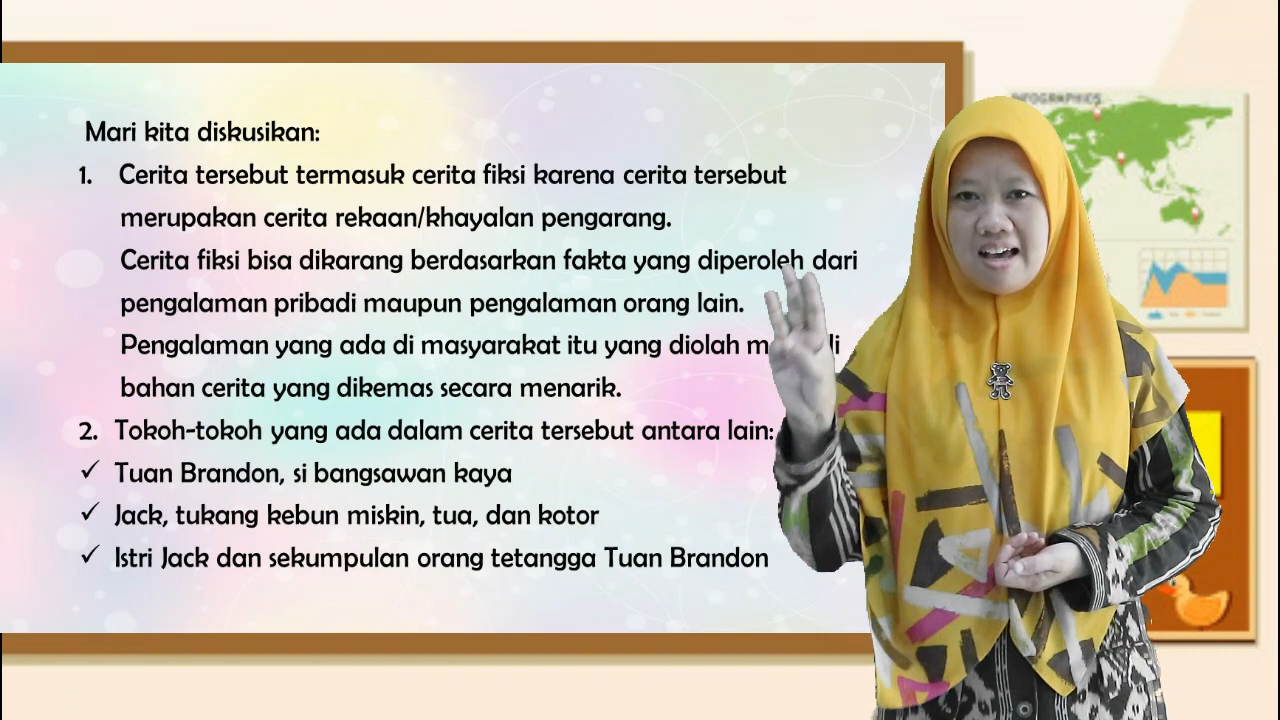 Mari kita diskusikan:
1. Cerita tersebut termasuk cerita fiksi karena cerita tersebut
merupakan cerita rekaan/khayalan pengarang.
Cerita fiksi bisa dikarang berdasarkan fakta yang diperoleh dari
pengalaman pribadi maupun pengalaman orang lain.
Pengalaman yang ada di masyarakat itu yang diolah
bahan cerita yang dikemas secara menarik.
2. Tokoh-tokoh yang ada dalam cerita tersebut antara lain:
✓ Tuan Brandon, si bangsawan kaya
✓ Jack, tukang kebun miskin, tua, dan kotor
✓ Istri Jack dan sekumpulan orang tetangga Tuan Brandon